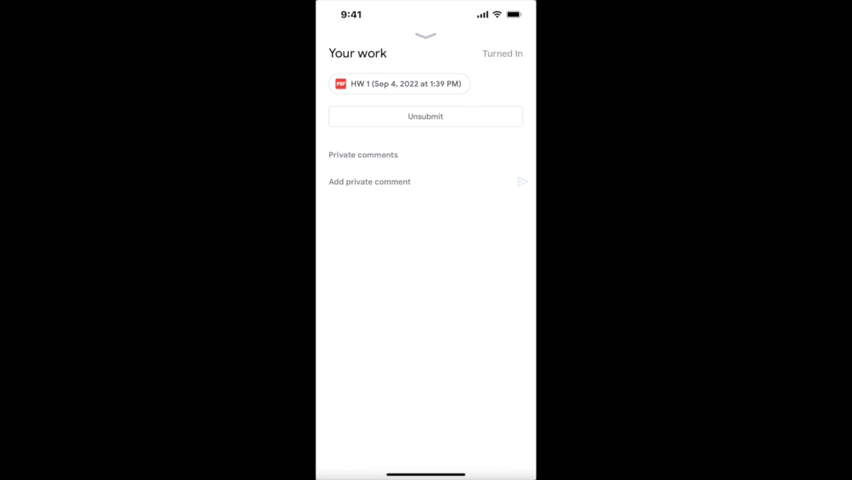 9:41
Your work
Turned In
PDF HW 1 (Sep 4, 2022 at 1:39 PM)
Unsubmit
Private comments
Add private comment